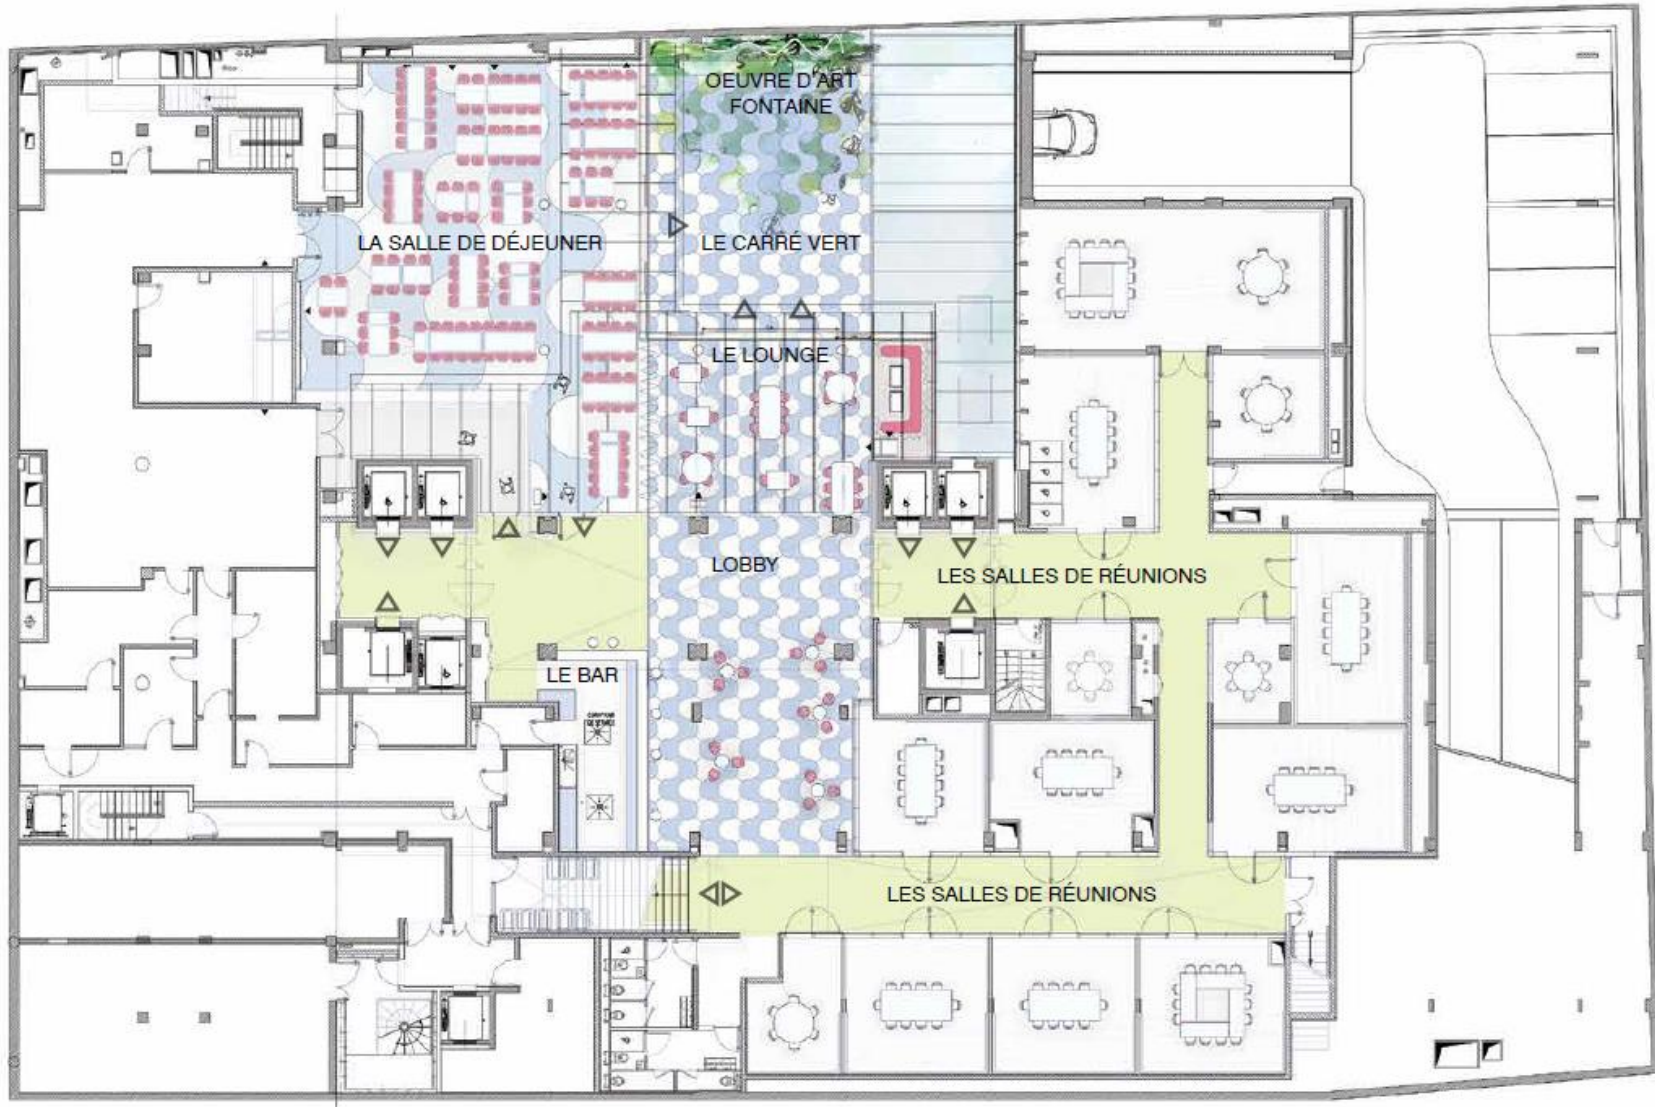 OEUVRE D'ART
FONTAINE
LA SALLE DE DÉJEUNER
LE CARRÉ VERT
LE LOUNGE
LOBBY
LES SALLES DE RÉUNIONS
LE BAR
LES SALLES DE RÉUNIONS